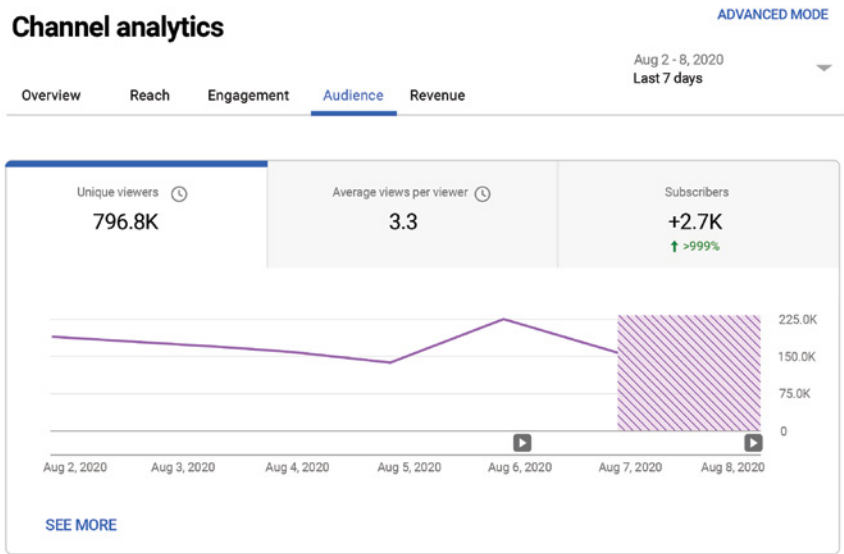 ADVANCED MODE
Channel analytics
Aug 2 - 8, 2020
Last 7 days
Overview Reach Engagement Audience Revenue
Unique viewers Average views per viewer Subscribers
796.8K 3.3 +2.7K
↑ >999%
225.0K
150.0K
75.0K
0
Aug 2, 2020 Aug 3, 2020 Aug 4, 2020 Aug 5, 2020 Aug 6, 2020 Aug 7, 2020 Aug 8, 2020
SEE MORE